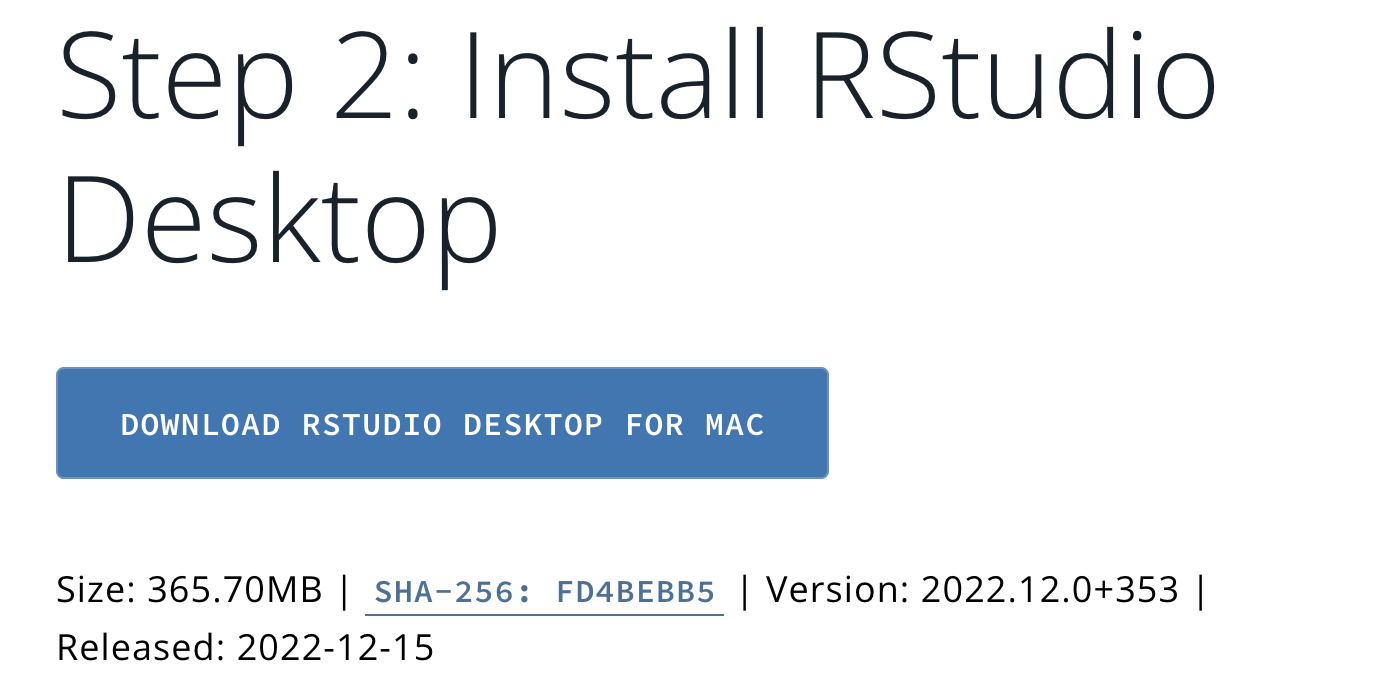 Step 2: Install RStudio
Desktop
DOWNLOAD RSTUDIO DESKTOP FOR MAC
Size: 365.70MB | SHA-256: FD4BEBB5 | Version: 2022.12.0+353 |
Released: 2022-12-15